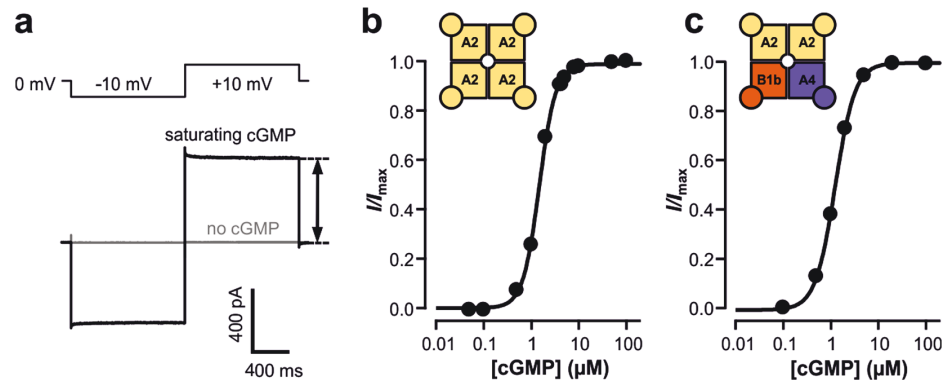 a
0 mV
-10 mV
+10 mV
saturating cGMP
no cGMP
400 pA
400 ms
b
A2 A2
A2 A2
I/Imax
1.0
0.8
0.6
0.4
0.2
0.0
0.01 0.1 1 10 100
[cGMP] (µM)
c
A2 A2
B1b A4
I/Imax
1.0
0.8
0.6
0.4
0.2
0.0
0.01 0.1 1 10 100
[cGMP] (µM)